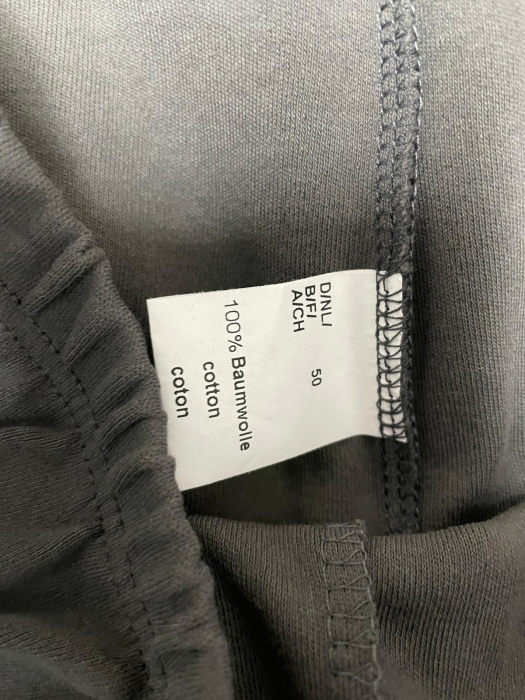 D/NL/
B/F/
A/CH
50
100% Baumwolle
cotton
coton